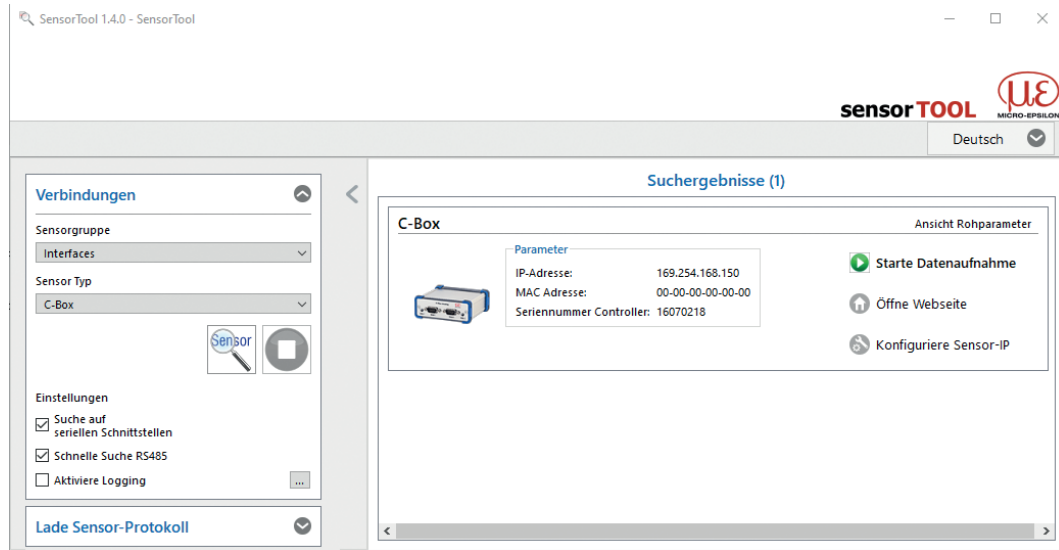 SensorTool 1.4.0 - SensorTool
sensorTOOL
με
MICRO-EPSILON
Deutsch
Verbindungen
Sensorgruppe
Interfaces
Sensor Typ
C-Box
Sensor
Einstellungen
Suche auf
seriellen Schnittstellen
Schnelle Suche RS485
Aktiviere Logging
...
Lade Sensor-Protokoll
Suchergebnisse (1)
C-Box
Ansicht Rohparameter
Parameter
IP-Adresse: 169.254.168.150
MAC Adresse: 00-00-00-00-00-00
Seriennummer Controller: 16070218
Starte Datenaufnahme
Öffne Webseite
Konfiguriere Sensor-IP